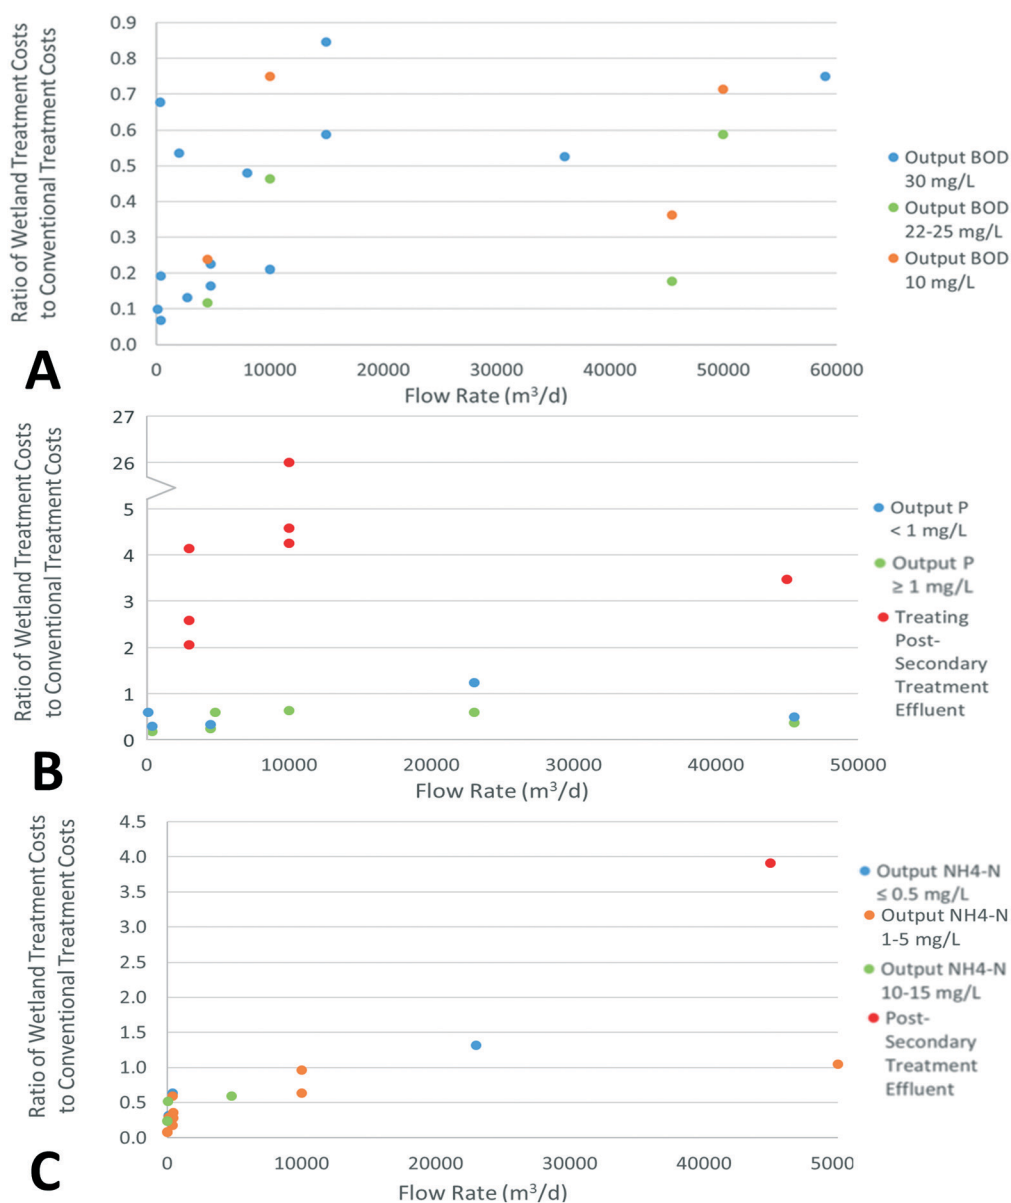 Ratio of Wetland Treatment Costs
to Conventional Treatment Costs
0.9
0.8
0.7
0.6
0.5
0.4
0.3
0.2
0.1
0.0
0 10000 20000 30000 40000 50000 60000
Flow Rate (m³/d)
Output BOD
30 mg/L
Output BOD
22-25 mg/L
Output BOD
10 mg/L
A
Ratio of Wetland Treatment Costs
to Conventional Treatment Costs
27
26
5
4
3
2
1
0
0 10000 20000 30000 40000 50000
Flow Rate (m³/d)
Output P
< 1 mg/L
Output P
≥ 1 mg/L
Treating
Post-
Secondary
Treatment
Effluent
B
Ratio of Wetland Treatment Costs
to Conventional Treatment Costs
4.5
4.0
3.5
3.0
2.5
2.0
1.5
1.0
0.5
0.0
0 10000 20000 30000 40000 50000
Flow Rate (m³/d)
Output NH4-N
≤ 0.5 mg/L
Output NH4-N
1-5 mg/L
Output NH4-N
10-15 mg/L
Post-
Secondary
Treatment
Effluent
C